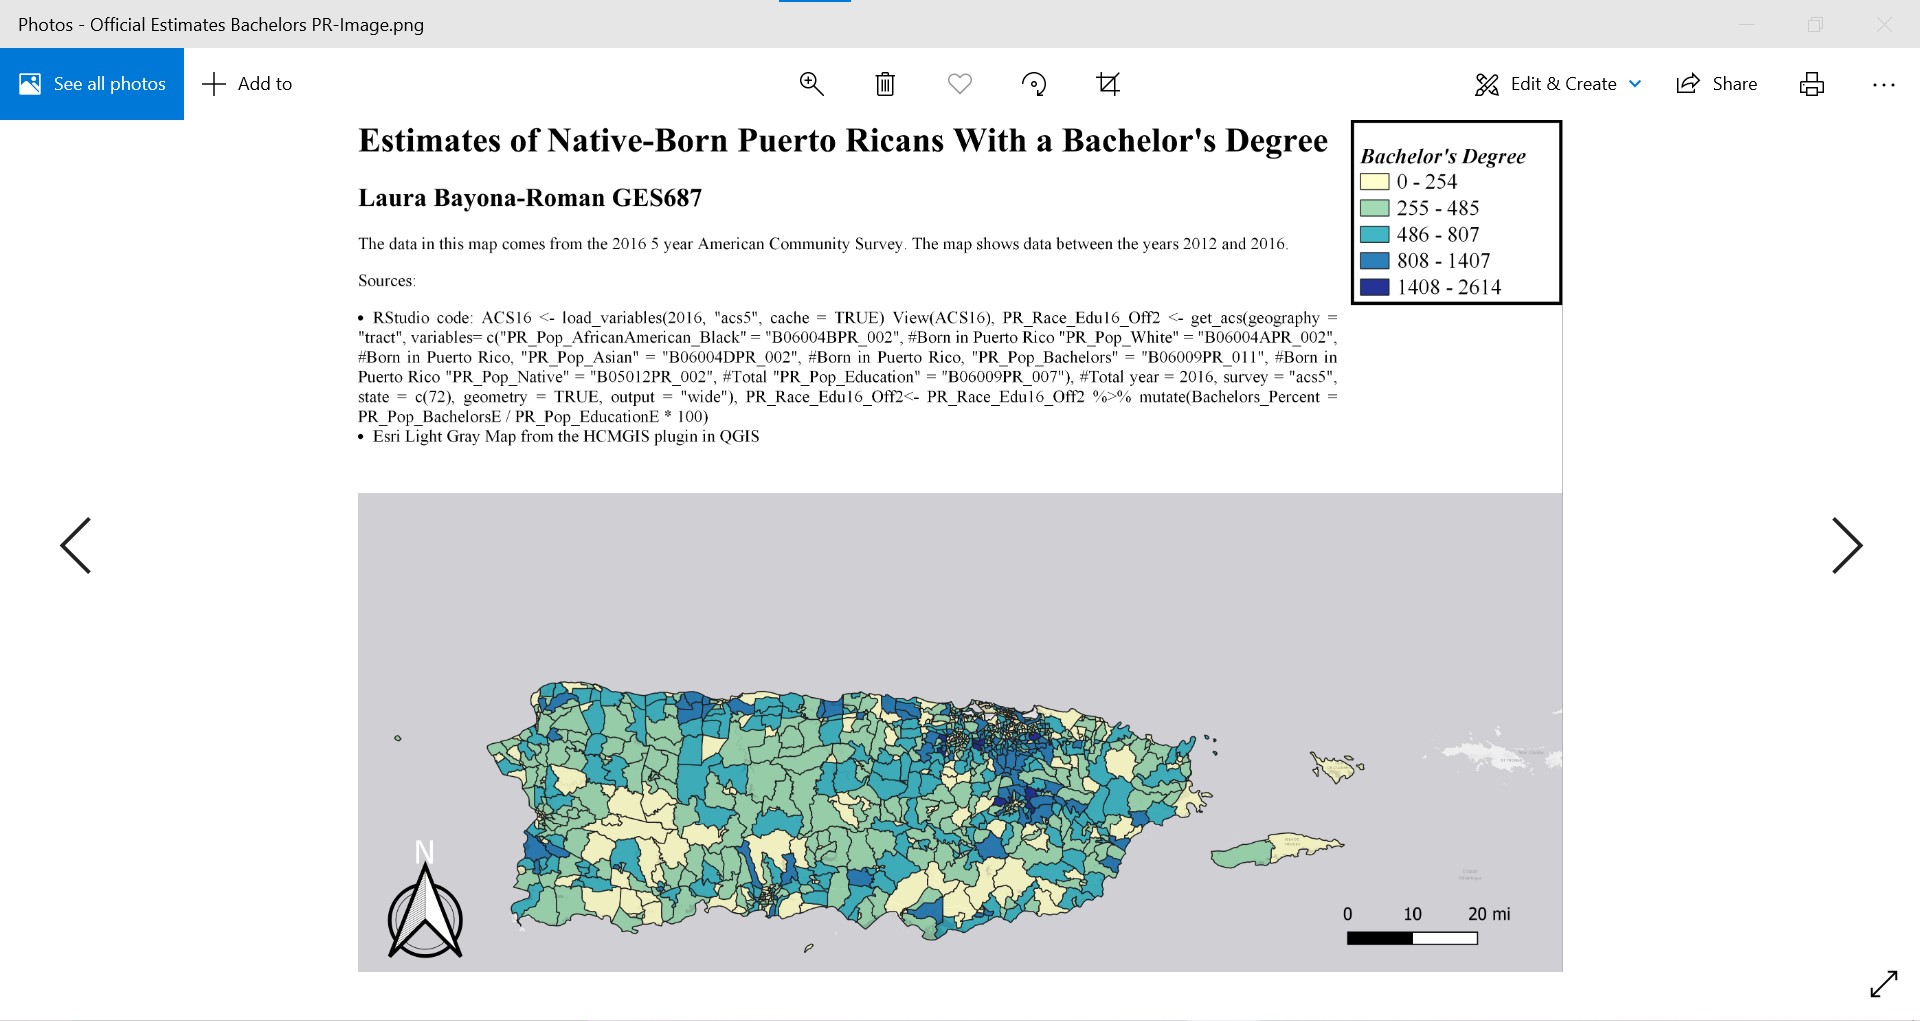 Photos - Official Estimates Bachelors PR-Image.png
See all photos
Add to
Edit & Create
Share
Estimates of Native-Born Puerto Ricans With a Bachelor's Degree
Laura Bayona-Roman GES687
The data in this map comes from the 2016 5 year American Community Survey. The map shows data between the years 2012 and 2016.
Sources:
• RStudio code: ACS16 <- load_variables(2016, "acs5", cache = TRUE) View(ACS16), PR_Race_Edu16_Off2 <- get_acs(geography =
"tract", variables= c("PR_Pop_AfricanAmerican_Black" = "B06004BPR_002", #Born in Puerto Rico "PR_Pop_White" = "B06004APR_002",
#Born in Puerto Rico, "PR_Pop_Asian" = "B06004DPR_002", #Born in Puerto Rico, "PR_Pop_Bachelors" = "B06009PR_011", #Born in
Puerto Rico "PR_Pop_Native" = "B05012PR_002", #Total "PR_Pop_Education" = "B06009PR_007"), #Total year = 2016, survey = "acs5",
state = c(72), geometry = TRUE, output = "wide"), PR_Race_Edu16_Off2<- PR_Race_Edu16_Off2 %>% mutate(Bachelors_Percent =
PR_Pop_BachelorsE / PR_Pop_EducationE * 100)
• Esri Light Gray Map from the HCMGIS plugin in QGIS
Bachelor's Degree
0 - 254
255 - 485
486 - 807
808 - 1407
1408 - 2614
N
0 10 20 mi